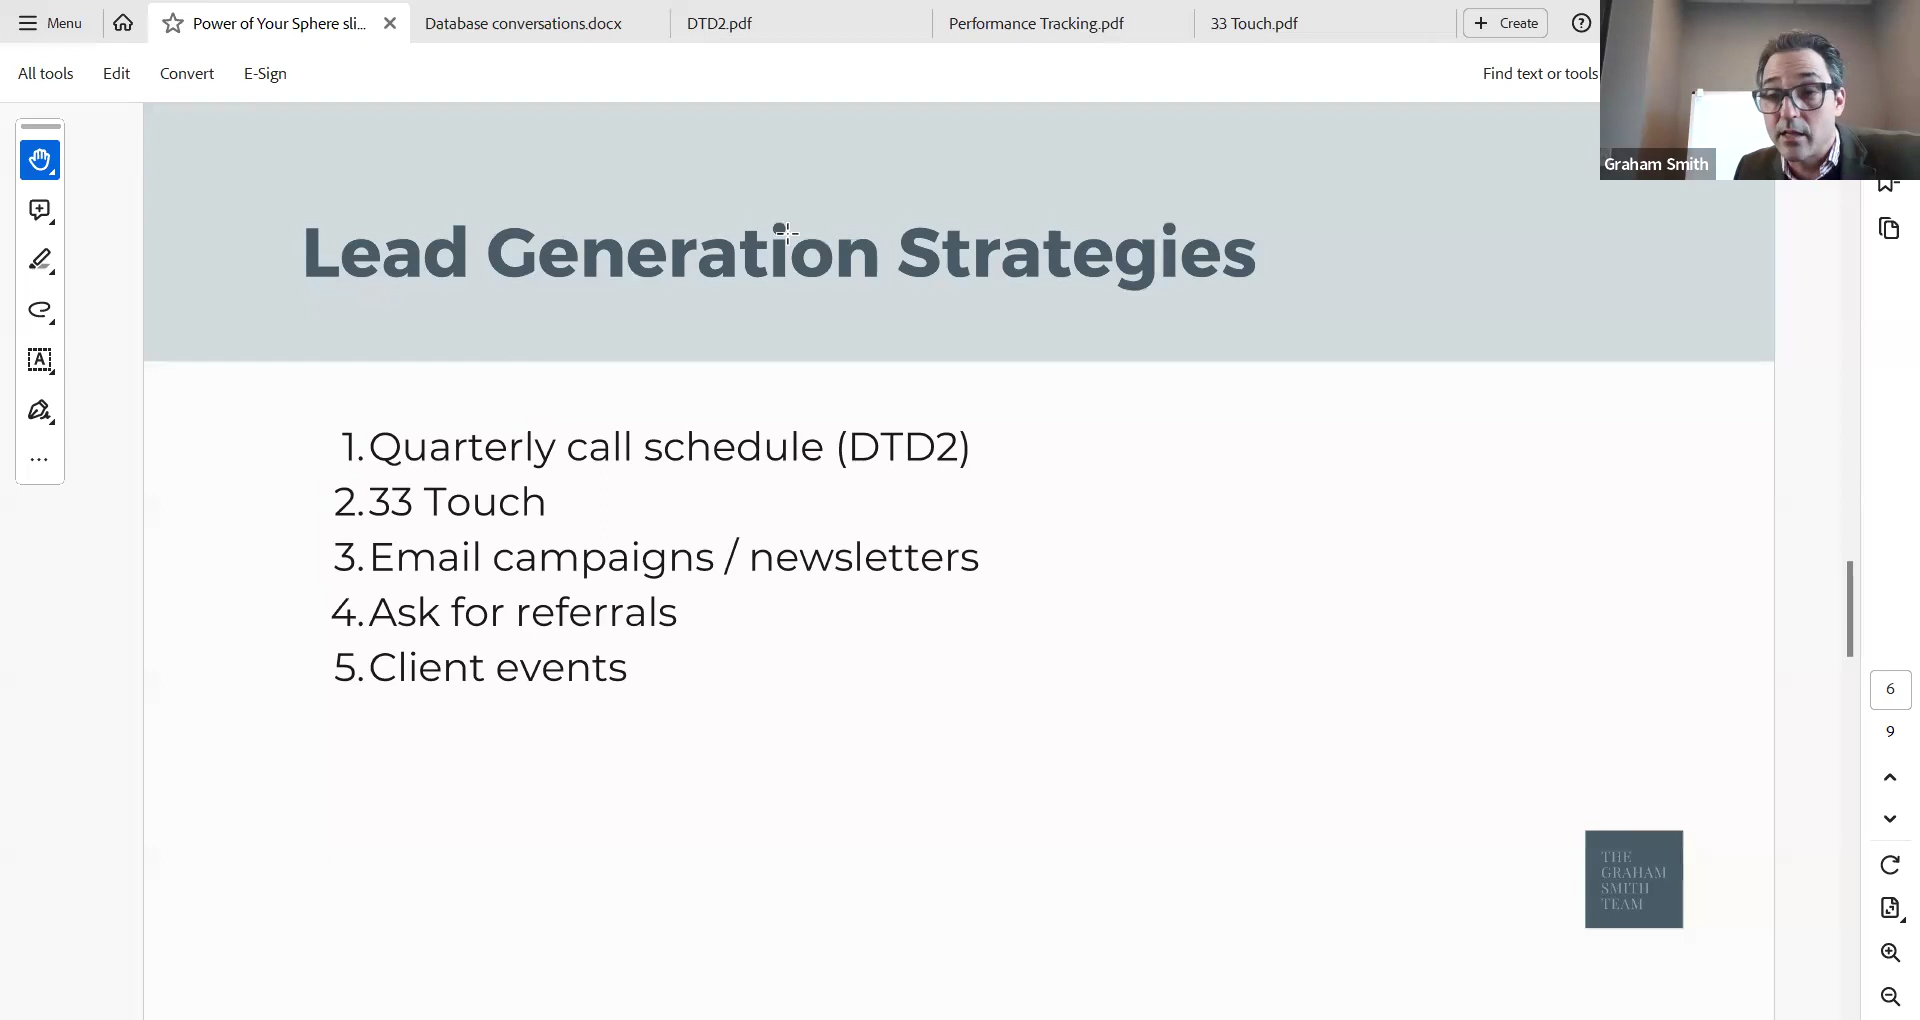 Menu
Power of Your Sphere sli...
Database conversations.docx
DTD2.pdf
Performance Tracking.pdf
33 Touch.pdf
Create
All tools
Edit
Convert
E-Sign
Find text or tools
Graham Smith
Lead Generation Strategies
1. Quarterly call schedule (DTD2)
2. 33 Touch
3. Email campaigns / newsletters
4. Ask for referrals
5. Client events
6
9
THE
GRAHAM
SMITH
TEAM